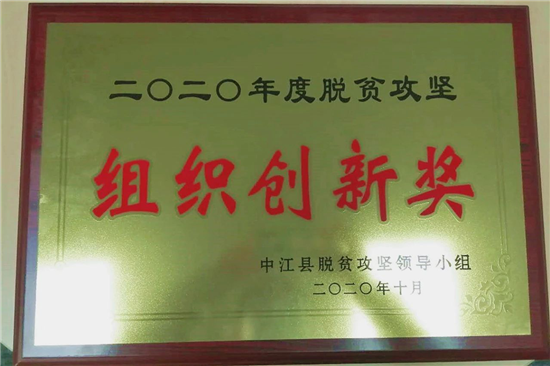 二〇二〇年度脱贫攻坚
组织创新奖
中江县脱贫攻坚领导小组
二〇二〇年十月